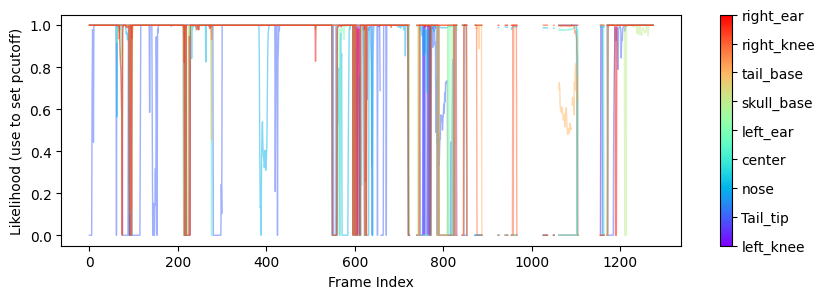 Likelihood (use to set pcutoff)
1.0
0.8
0.6
0.4
0.2
0.0
0
200
400
600
800
1000
1200
Frame Index
right_ear
right_knee
tail_base
skull_base
left_ear
center
nose
Tail_tip
left_knee